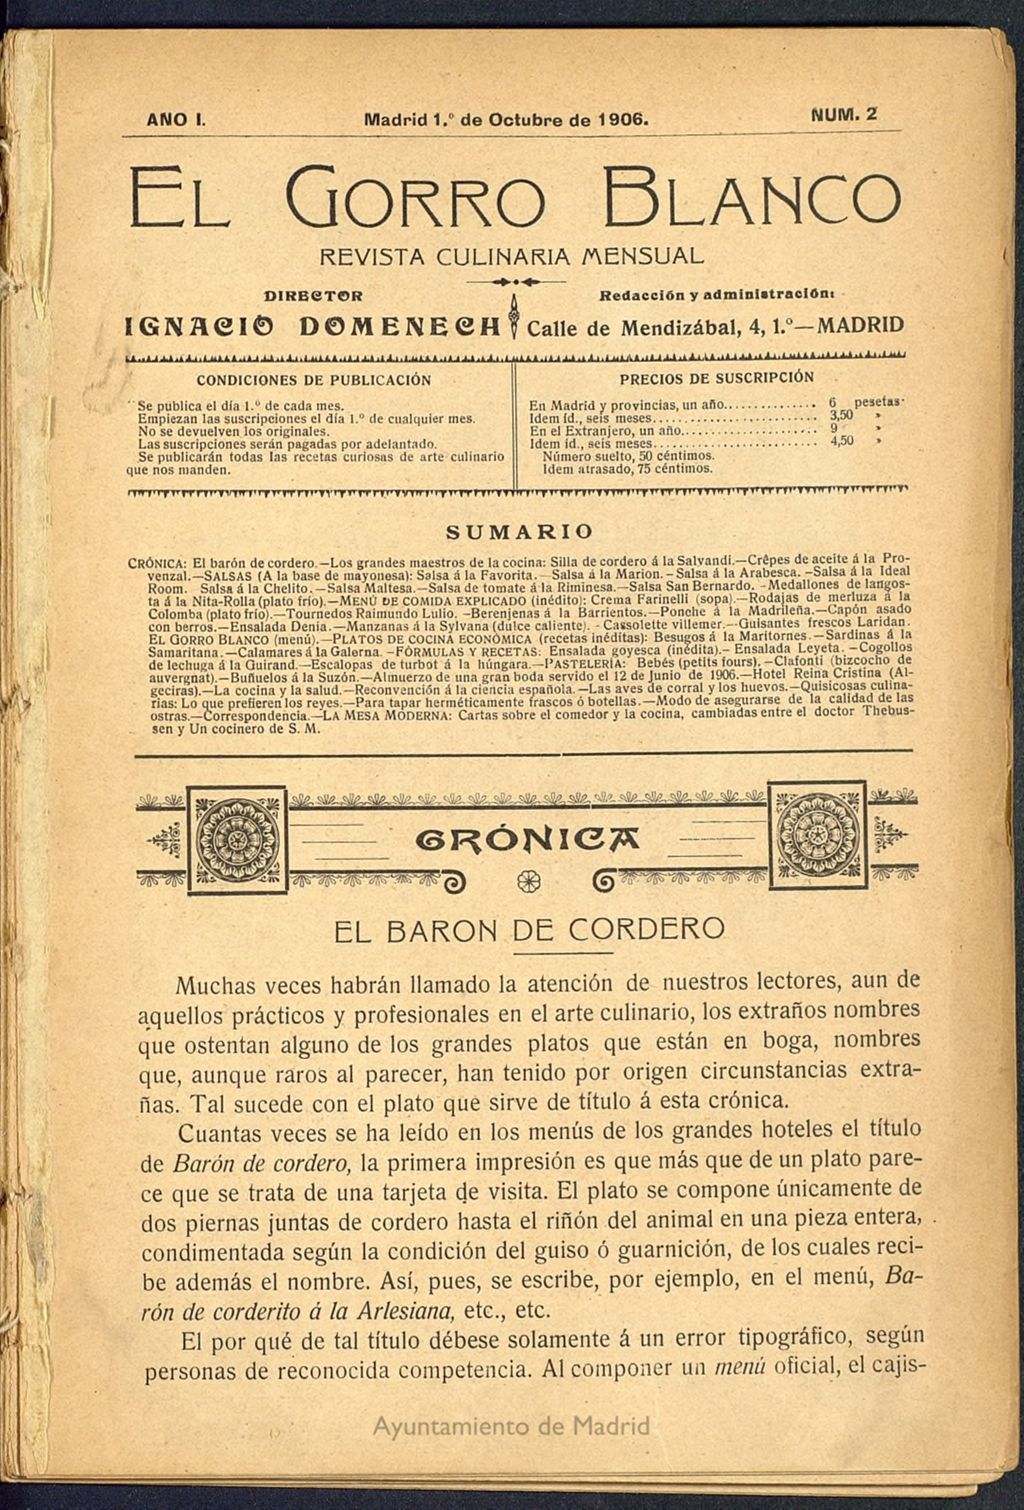 AÑO I.
Madrid 1.º de Octubre de 1906.
NUM. 2
EL GORRO BLANCO
REVISTA CULINARIA MENSUAL
DIRECTOR
IGNACIO DOMENECH
Redacción y administración:
Calle de Mendizábal, 4, 1.º—MADRID
CONDICIONES DE PUBLICACIÓN
Se publica el día 1.º de cada mes.
Empiezan las suscripciones el día 1.º de cualquier mes.
No se devuelven los originales.
Las suscripciones serán pagadas por adelantado.
Se publicarán todas las recetas curiosas de arte culinario
que nos manden.
PRECIOS DE SUSCRIPCIÓN
En Madrid y provincias, un año............... 6 pesetas
Idem íd., seis meses........................... 3,50 »
En el Extranjero, un año...................... 9 »
Idem íd., seis meses........................... 4,50 »
Número suelto, 50 céntimos.
Idem atrasado, 75 céntimos.
SUMARIO
CRÓNICA: El barón de cordero.—Los grandes maestros de la cocina: Silla de cordero á la Salvandi.—Crêpes de aceite á la Pro-
venzal.—SALSAS (A la base de mayonesa): Salsa á la Favorita.—Salsa á la Marion.—Salsa á la Arabesca.—Salsa á la Ideal
Room. Salsa á la Chelito.—Salsa Maltesa.—Salsa de tomate á la Riminesa.—Salsa San Bernardo.—Medallones de langos-
ta á la Nita-Rolla (plato frío).—MENÚ DE COMIDA EXPLICADO (inédito): Crema Farinelli (sopa).—Rodajas de merluza á la
Colomba (plato frío).—Tournedos Raimundo Lulio.—Berenjenas á la Barrientos.—Ponche á la Madrileña.—Capón asado
con berros.—Ensalada Denia.—Manzanas á la Sylvana (dulce caliente).—Cassolette villemer.—Guisantes frescos Laridan.
EL GORRO BLANCO (menú).—PLATOS DE COCINA ECONÓMICA (recetas inéditas): Besugos á la Maritornes.—Sardinas á la
Samaritana.—Calamares á la Galerna.—FÓRMULAS Y RECETAS: Ensalada goyesca (inédita).—Ensalada Leyeta.—Cogollos
de lechuga á la Guirand.—Escalopas de turbot á la húngara.—PASTELERÍA: Bebés (petits fours).—Clafonti (bizcocho de
auvergnat).—Buñuelos á la Suzón.—Almuerzo de una gran boda servido el 12 de Junio de 1906.—Hotel Reina Cristina (Al-
geciras).—La cocina y la salud.—Reconvención á la ciencia española.—Las aves de corral y los huevos.—Quisicosas culina-
rias: Lo que prefieren los reyes.—Para tapar herméticamente frascos ó botellas.—Modo de asegurarse de la calidad de las
ostras.—Correspondencia.—LA MESA MODERNA: Cartas sobre el comedor y la cocina, cambiadas entre el doctor Thebus-
sen y Un cocinero de S. M.
CRÓNICA
EL BARON DE CORDERO
Muchas veces habrán llamado la atención de nuestros lectores, aun de
aquellos prácticos y profesionales en el arte culinario, los extraños nombres
que ostentan alguno de los grandes platos que están en boga, nombres
que, aunque raros al parecer, han tenido por origen circunstancias extra-
ñas. Tal sucede con el plato que sirve de título á esta crónica.
Cuantas veces se ha leído en los menús de los grandes hoteles el título
de Barón de cordero, la primera impresión es que más que de un plato pare-
ce que se trata de una tarjeta de visita. El plato se compone únicamente de
dos piernas juntas de cordero hasta el riñón del animal en una pieza entera,
condimentada según la condición del guiso ó guarnición, de los cuales reci-
be además el nombre. Así, pues, se escribe, por ejemplo, en el menú, Ba-
rón de corderito á la Arlesiana, etc., etc.
El por qué de tal título débese solamente á un error tipográfico, según
personas de reconocida competencia. Al componer un menú oficial, el cajis-
Ayuntamiento de Madrid